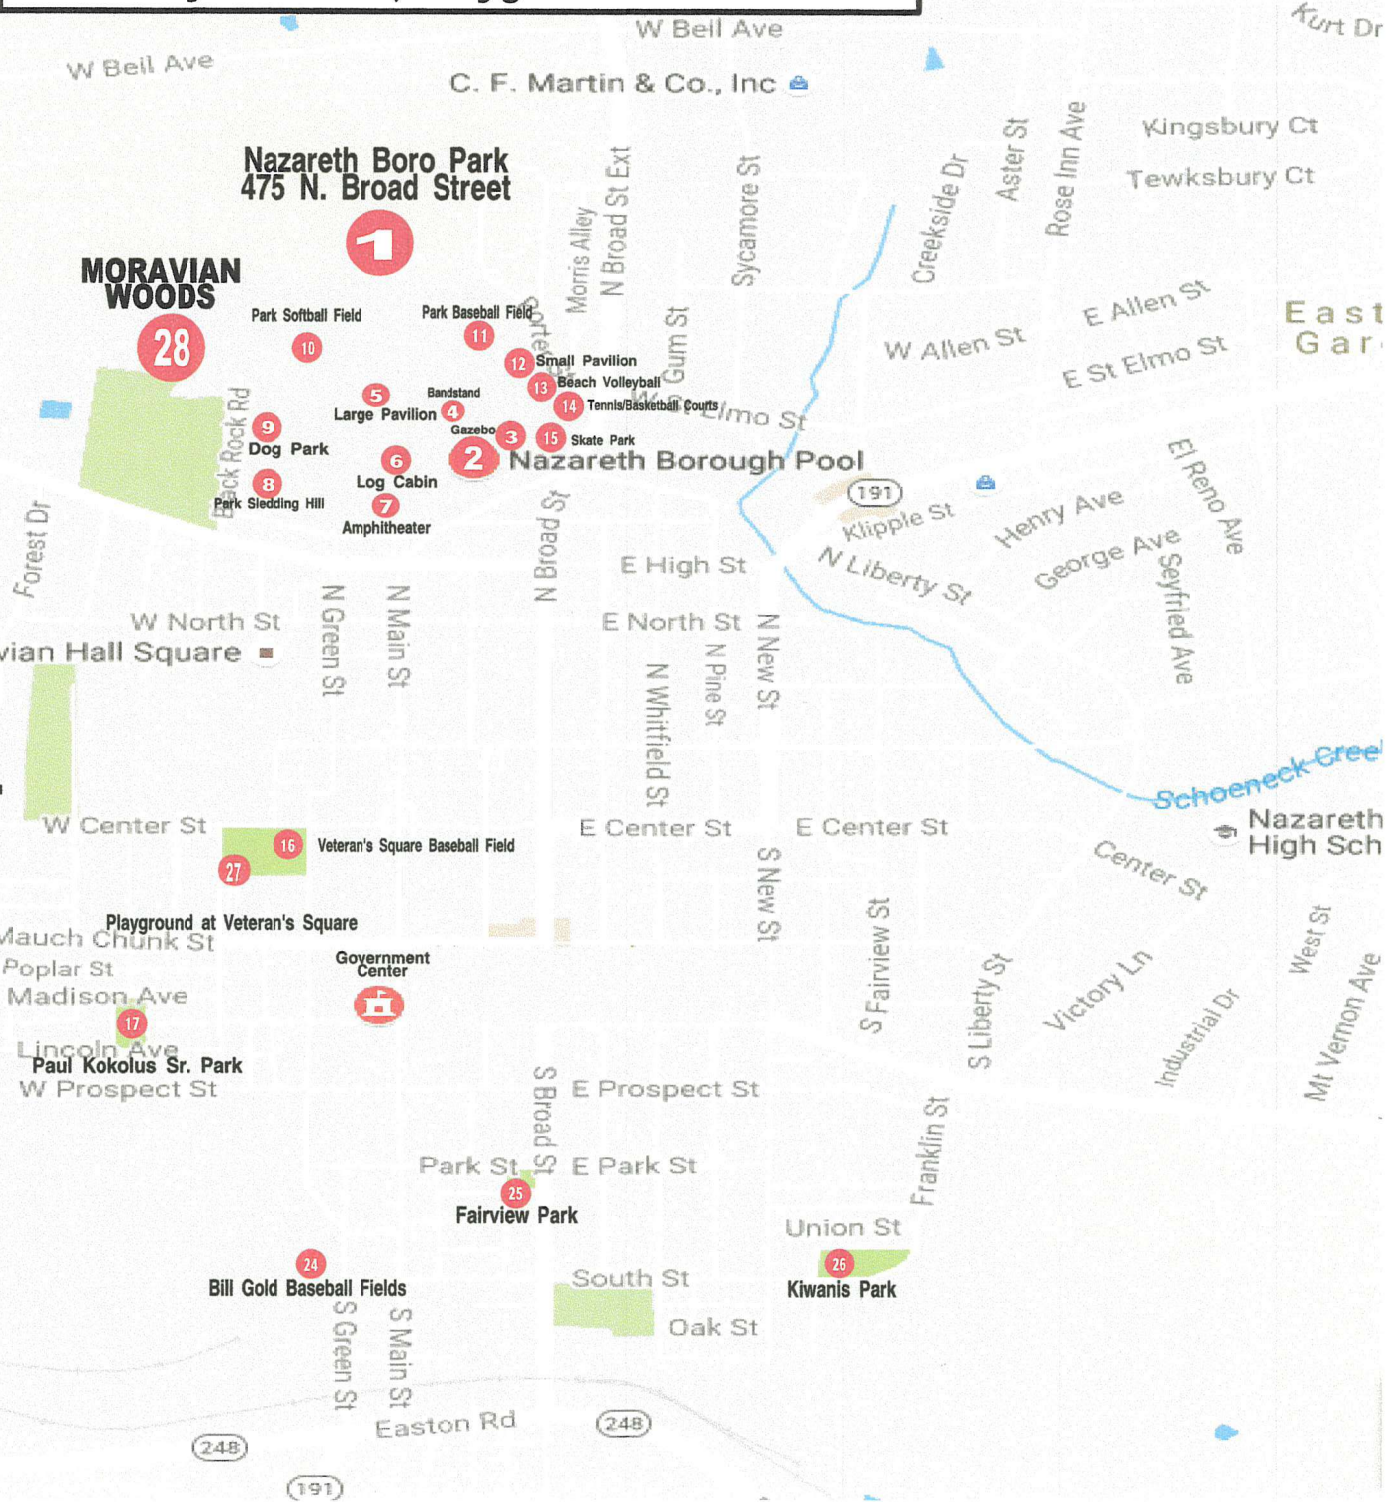 W Beil Ave
Kurt Dr
W Beil Ave
C. F. Martin & Co., Inc
Kingsbury Ct
Tewksbury Ct
Aster St
Rose Inn Ave
Creekside Dr
Sycamore St
N Broad St Ext
Morris Alley
Nazareth Boro Park
475 N. Broad Street
1
MORAVIAN
WOODS
28
Park Softball Field
10
Park Baseball Field
11
12 Small Pavilion
13 Beach Volleyball
14 Tennis/Basketball Courts
Gum St
W St Elmo St
W Allen St
E Allen St
E St Elmo St
East
Gar
5
Large Pavilion
Bandstand
4
Gazebo
3
15 Skate Park
2 Nazareth Borough Pool
9
Dog Park
6
Log Cabin
8
Park Sledding Hill
7
Amphitheater
191
Klipple St
Henry Ave
George Ave
El Reno Ave
Seyfried Ave
N Liberty St
Forest Dr
N Broad St
E High St
W North St
N Green St
N Main St
E North St
N New St
N Pine St
N Whitfield St
Hall Square
Schoeneck
Nazareth
High
W Center St
E Center St
E Center St
Center St
16
Veteran's Square Baseball Field
27
Playground at Veteran's Square
S New St
S Fairview St
S Liberty St
Victory Ln
Industrial Dr
West St
Mt Vernon Ave
Mauch Chunk St
Poplar St
Madison Ave
17
Lincoln Ave
Paul Kokolus Sr. Park
W Prospect St
Government
Center
S Broad St
E Prospect St
Park St
E Park St
25
Fairview Park
Franklin St
Union St
26
Kiwanis Park
24
Bill Gold Baseball Fields
South St
Oak St
S Green St
S Main St
Easton Rd
248
248
191